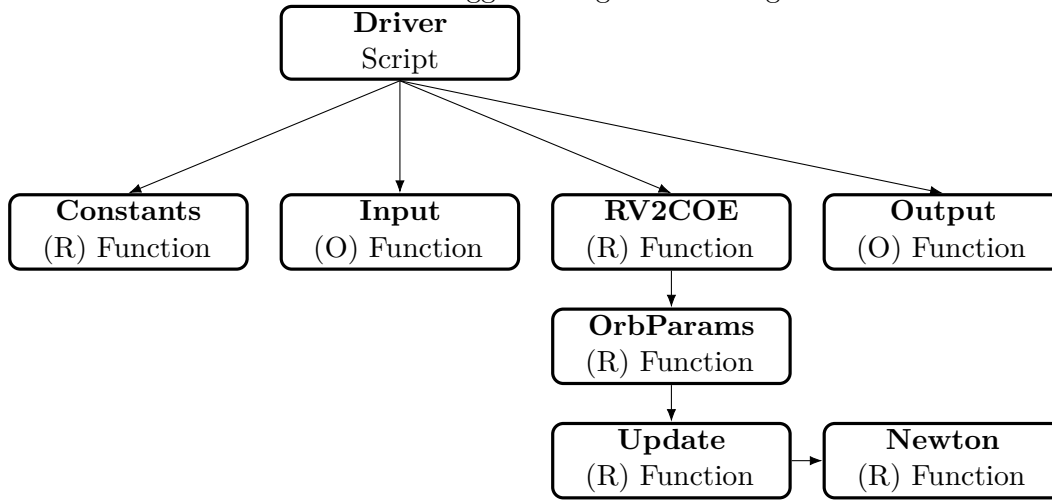 Driver
Script
Constants
(R) Function
Input
(O) Function
RV2COE
(R) Function
Output
(O) Function
OrbParams
(R) Function
Update
(R) Function
Newton
(R) Function